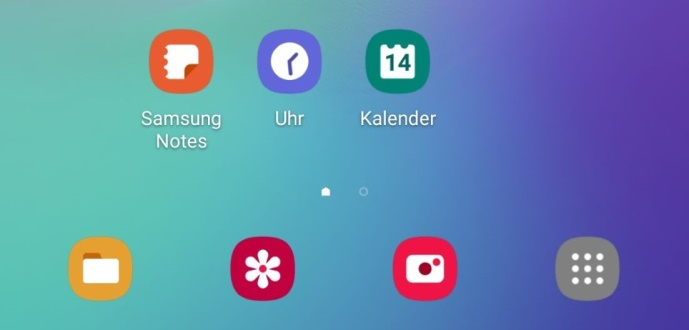 14
Samsung
Notes
Uhr
Kalender